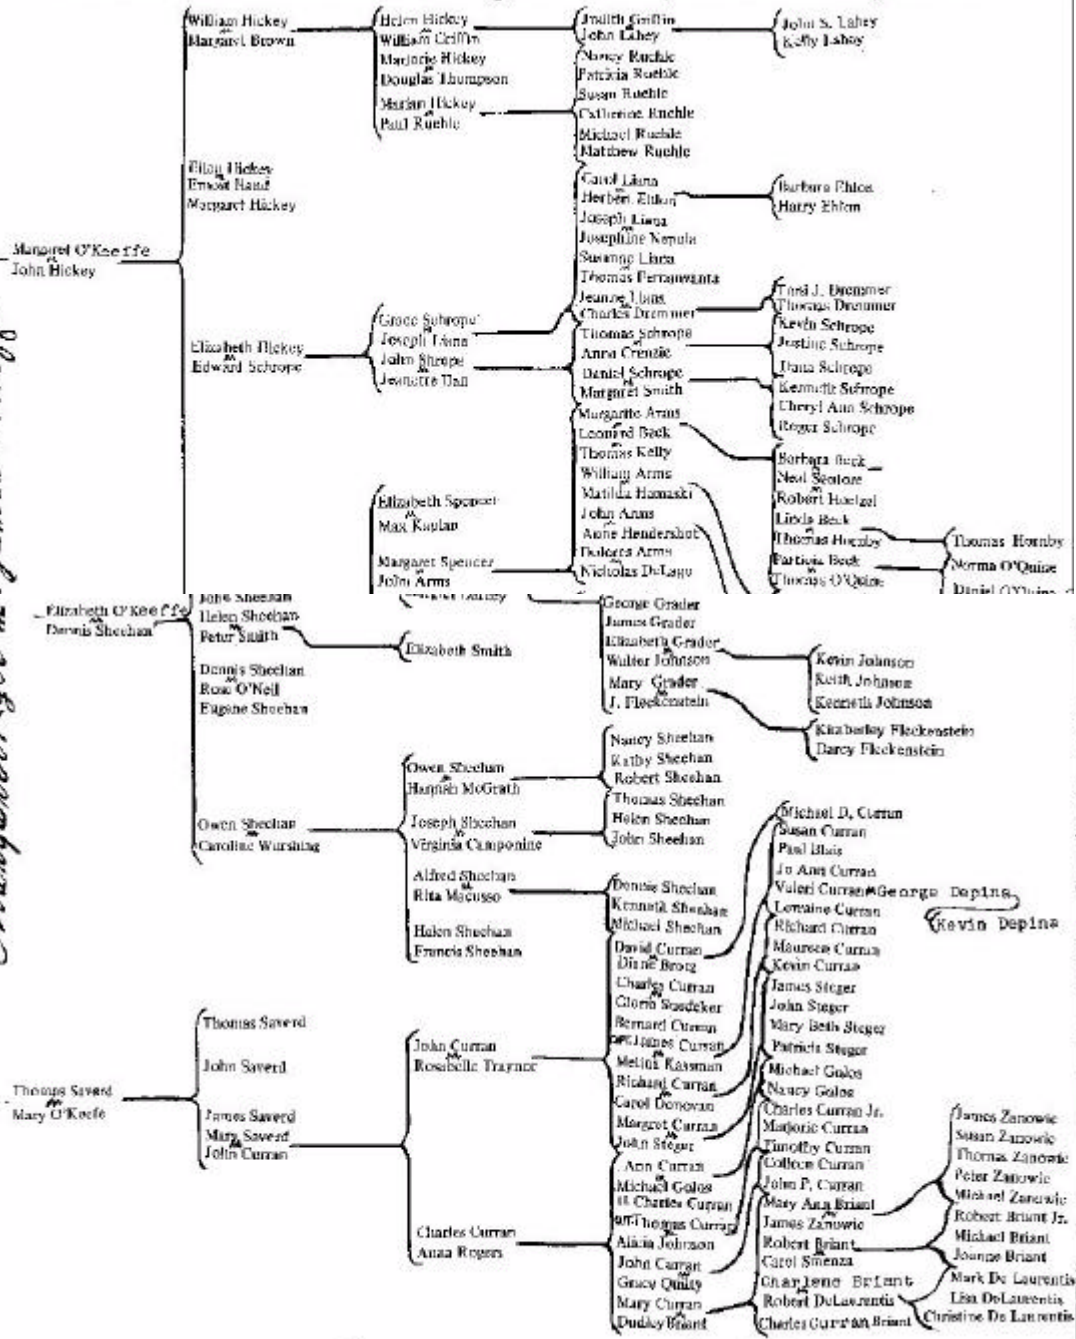 William Hickey
Margaret Brown
Helen Hickey
William Griffin
Marjorie Hickey
Douglas Thompson
Marian Hickey
Paul Ruehle
Judith Griffin
John Lahey
Nancy Ruehle
Patricia Ruehle
Susan Ruehle
Catherine Ruehle
Michael Ruehle
Matthew Ruehle
John S. Lahey
Kelly Lahey
Hickey
Margaret Hickey
Margaret O'Keeffe
John Hickey
Elizabeth Hickey
Edward Schrope
Grace Schrope
Joseph Liana
John Shrope
Jeanette
Carol Liana
Herbert Ehlon
Joseph Liana
Josephine Napola
Susanne Liana
Thomas
Jeanne Liana
Charles Dremmer
Thomas Schrope
Anna Crenzie
Daniel Schrope
Margaret Smith
Barbara Ehlon
Harry Ehlon
J. Dremmer
Thomas Dremmer
Kevin Schrope
Justine Schrope
Dana Schrope
Kenneth Schrope
Cheryl Ann Schrope
Roger Schrope
Elizabeth Spencer
Max Kaplan
Margaret Spencer
John Arms
Margarite Arms
Leonard Beck
Thomas Kelly
William Arms
Matilda Hamaski
John Arms
Anne Hendershot
Dolores Arms
Nicholas DeLago
Barbara Beck
Neal
Robert Hoelzel
Linda Beck
Thomas Hornby
Patricia Beck
Thomas O'Quine
Thomas Hornby
Norma O'Quine
Daniel O'Quine
Elizabeth O'Keeffe
Dennis Sheehan
John Sheehan
Helen Sheehan
Peter Smith
Dennis Sheehan
Rose O'Neil
Eugene Sheehan
Owen Sheehan
Caroline Wurshing
Elizabeth Smith
George Grader
James Grader
Elizabeth Grader
Walter Johnson
Mary Grader
J. Fleckenstein
Kevin Johnson
Keith Johnson
Kenneth Johnson
Kimberley Fleckenstein
Darcy Fleckenstein
Owen Sheehan
Hannah McGrath
Joseph Sheehan
Virginia Camponine
Alfred Sheehan
Rita Macusso
Helen Sheehan
Francis Sheehan
Nancy Sheehan
Kathy Sheehan
Robert Sheehan
Thomas Sheehan
Helen Sheehan
John Sheehan
Dennis Sheehan
Kenneth Sheehan
Michael Sheehan
Thomas Saverd
Mary O'Keefe
Thomas Saverd
John Saverd
James Saverd
Mary Saverd
John Curran
John Curran
Rosabelle Traynor
Charles Curran
Anna Rogers
David Curran
Diane Brotg
Charles Curran
Gloria Suedeker
Bernard Curran
James Curran
Melina Kassman
Richard Curran
Carol Donovan
Margret Curran
John Steger
Ann Curran
Michael Golos
Charles Curran
Thomas Curran
Alicia Johnson
John Curran
Grace Quilty
Mary Curran
Dudley Briant
Michael D. Curran
Susan Curran
Paul Blais
Jo Ann Curran
Valeri Curran George Depina
Kevin Depina
Lorraine Curran
Richard Curran
Maureen Curran
Kevin Curran
James Steger
John Steger
Mary Beth Steger
Patricia Steger
Michael Golos
Nancy Golos
Charles Curran Jr.
Marjorie Curran
Timothy Curran
Colleen Curran
John P. Curran
Mary Ann Briant
James Zanowic
Robert Briant
Carol Smenza
Charlene Briant
Robert DeLaurentis
Charles Curran Briant
James Zanowic
Susan Zanowic
Thomas Zanowic
Peter Zanowic
Michael Zanowic
Robert Briant Jr.
Michael Briant
Joanne Briant
Mark De Laurentis
Lisa DeLaurentis
Christine De Laurentis